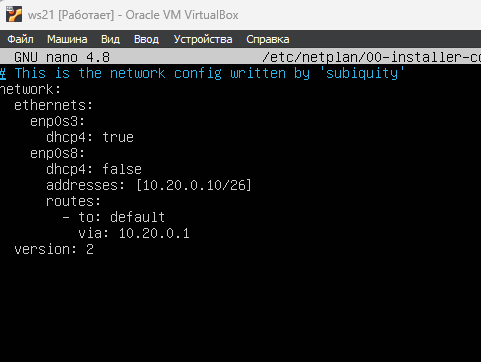 ws21 [Работает] - Oracle VM VirtualBox
Файл Машина Вид Ввод Устройства Справка
GNU nano 4.8 /etc/netplan/00-installer-co
# This is the network config written by 'subiquity'
network:
  ethernets:
    enp0s3:
      dhcp4: true
    enp0s8:
      dhcp4: false
      addresses: [10.20.0.10/26]
      routes:
        - to: default
          via: 10.20.0.1
  version: 2